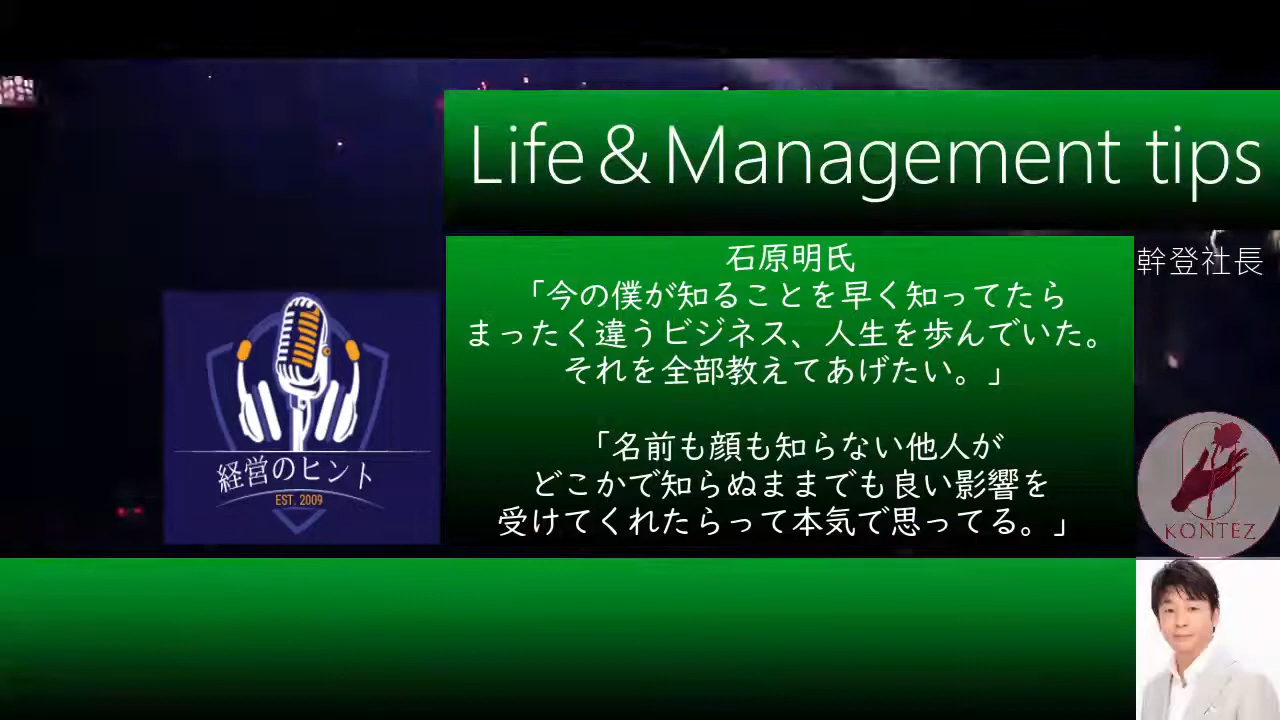 Life＆Management tips
石原明氏
「今の僕が知ることを早く知ってたら
まったく違うビジネス、人生を歩んでいた。
それを全部教えてあげたい。」
「名前も顔も知らない他人が
どこかで知らぬままでも良い影響を
受けてくれたらって本気で思ってる。」
幹登社長
経営のヒント
EST. 2009
KONTEZ